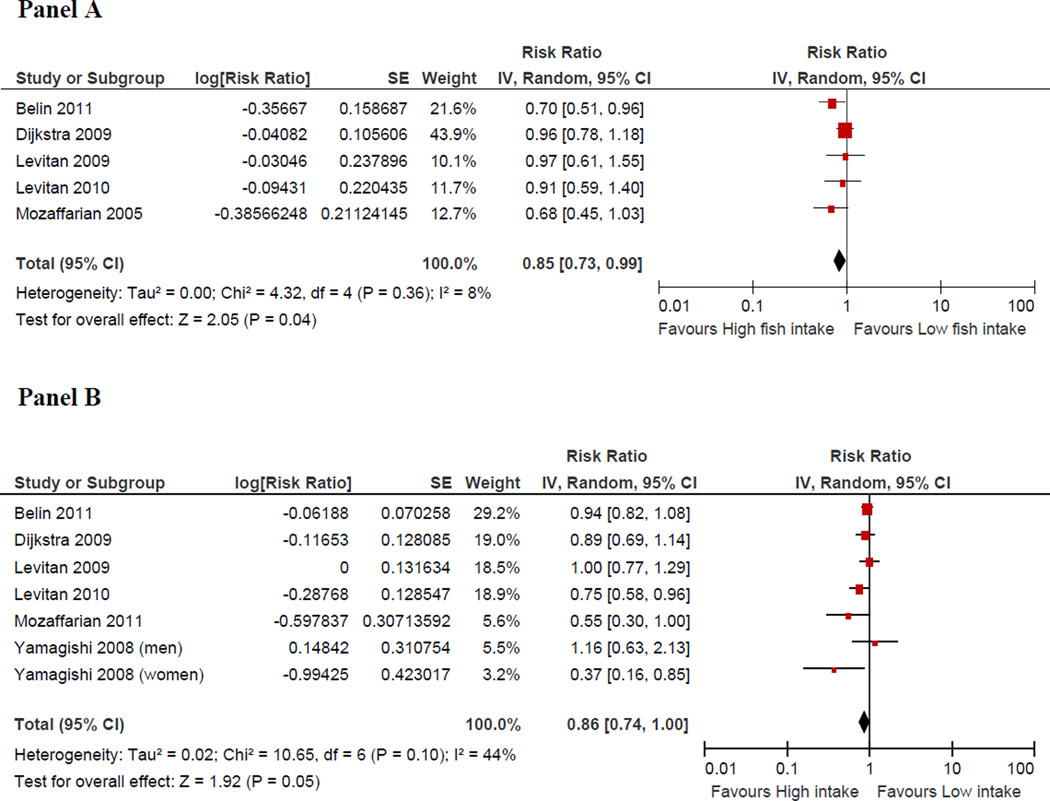 Panel A
Risk Ratio Risk Ratio
Study or Subgroup log[Risk Ratio] SE Weight IV, Random, 95% CI IV, Random, 95% CI
Belin 2011 -0.35667 0.158687 21.6% 0.70 [0.51, 0.96]
Dijkstra 2009 -0.04082 0.105606 43.9% 0.96 [0.78, 1.18]
Levitan 2009 -0.03046 0.237896 10.1% 0.97 [0.61, 1.55]
Levitan 2010 -0.09431 0.220435 11.7% 0.91 [0.59, 1.40]
Mozaffarian 2005 -0.38566248 0.21124145 12.7% 0.68 [0.45, 1.03]
Total (95% CI) 100.0% 0.85 [0.73, 0.99]
Heterogeneity: Tau² = 0.00; Chi² = 4.32, df = 4 (P = 0.36); I² = 8%
Test for overall effect: Z = 2.05 (P = 0.04)
0.01 0.1 1 10 100
Favours High fish intake Favours Low fish intake
Panel B
Risk Ratio Risk Ratio
Study or Subgroup log[Risk Ratio] SE Weight IV, Random, 95% CI IV, Random, 95% CI
Belin 2011 -0.06188 0.070258 29.2% 0.94 [0.82, 1.08]
Dijkstra 2009 -0.11653 0.128085 19.0% 0.89 [0.69, 1.14]
Levitan 2009 0 0.131634 18.5% 1.00 [0.77, 1.29]
Levitan 2010 -0.28768 0.128547 18.9% 0.75 [0.58, 0.96]
Mozaffarian 2011 -0.597837 0.30713592 5.6% 0.55 [0.30, 1.00]
Yamagishi 2008 (men) 0.14842 0.310754 5.5% 1.16 [0.63, 2.13]
Yamagishi 2008 (women) -0.99425 0.423017 3.2% 0.37 [0.16, 0.85]
Total (95% CI) 100.0% 0.86 [0.74, 1.00]
Heterogeneity: Tau² = 0.02; Chi² = 10.65, df = 6 (P = 0.10); I² = 44%
Test for overall effect: Z = 1.92 (P = 0.05)
0.01 0.1 1 10 100
Favours High intake Favours Low intake